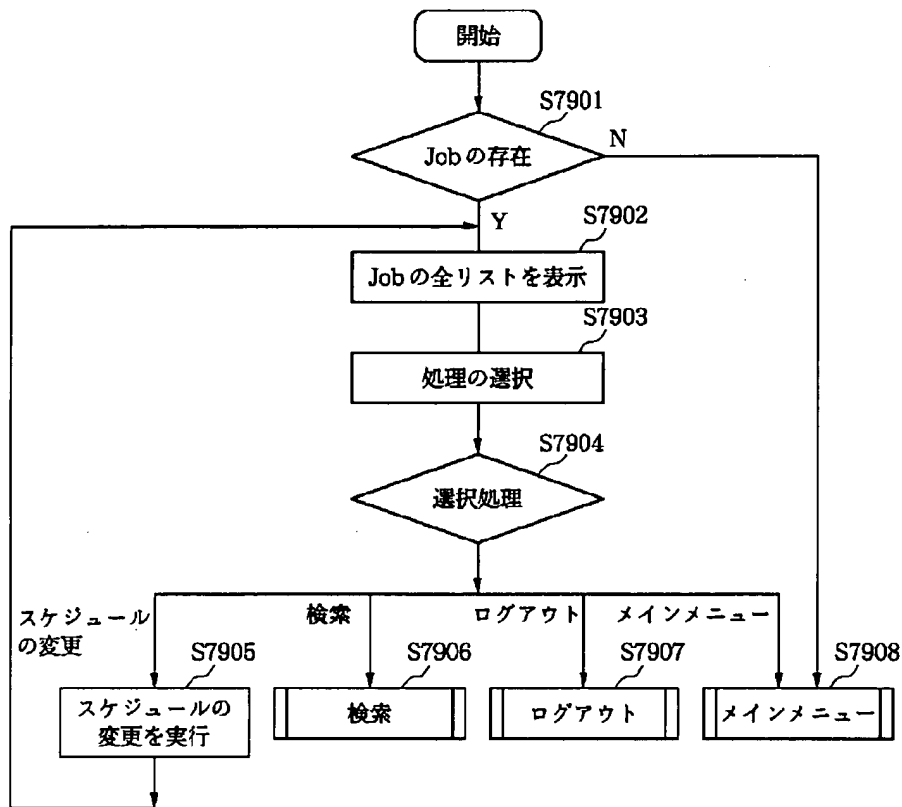 開始
S7901
Jobの存在
N
Y
S7902
Jobの全リストを表示
S7903
処理の選択
S7904
選択処理
スケジュール
の変更
検索
ログアウト
メインメニュー
S7905
スケジュールの
変更を実行
S7906
検索
S7907
ログアウト
S7908
メインメニュー